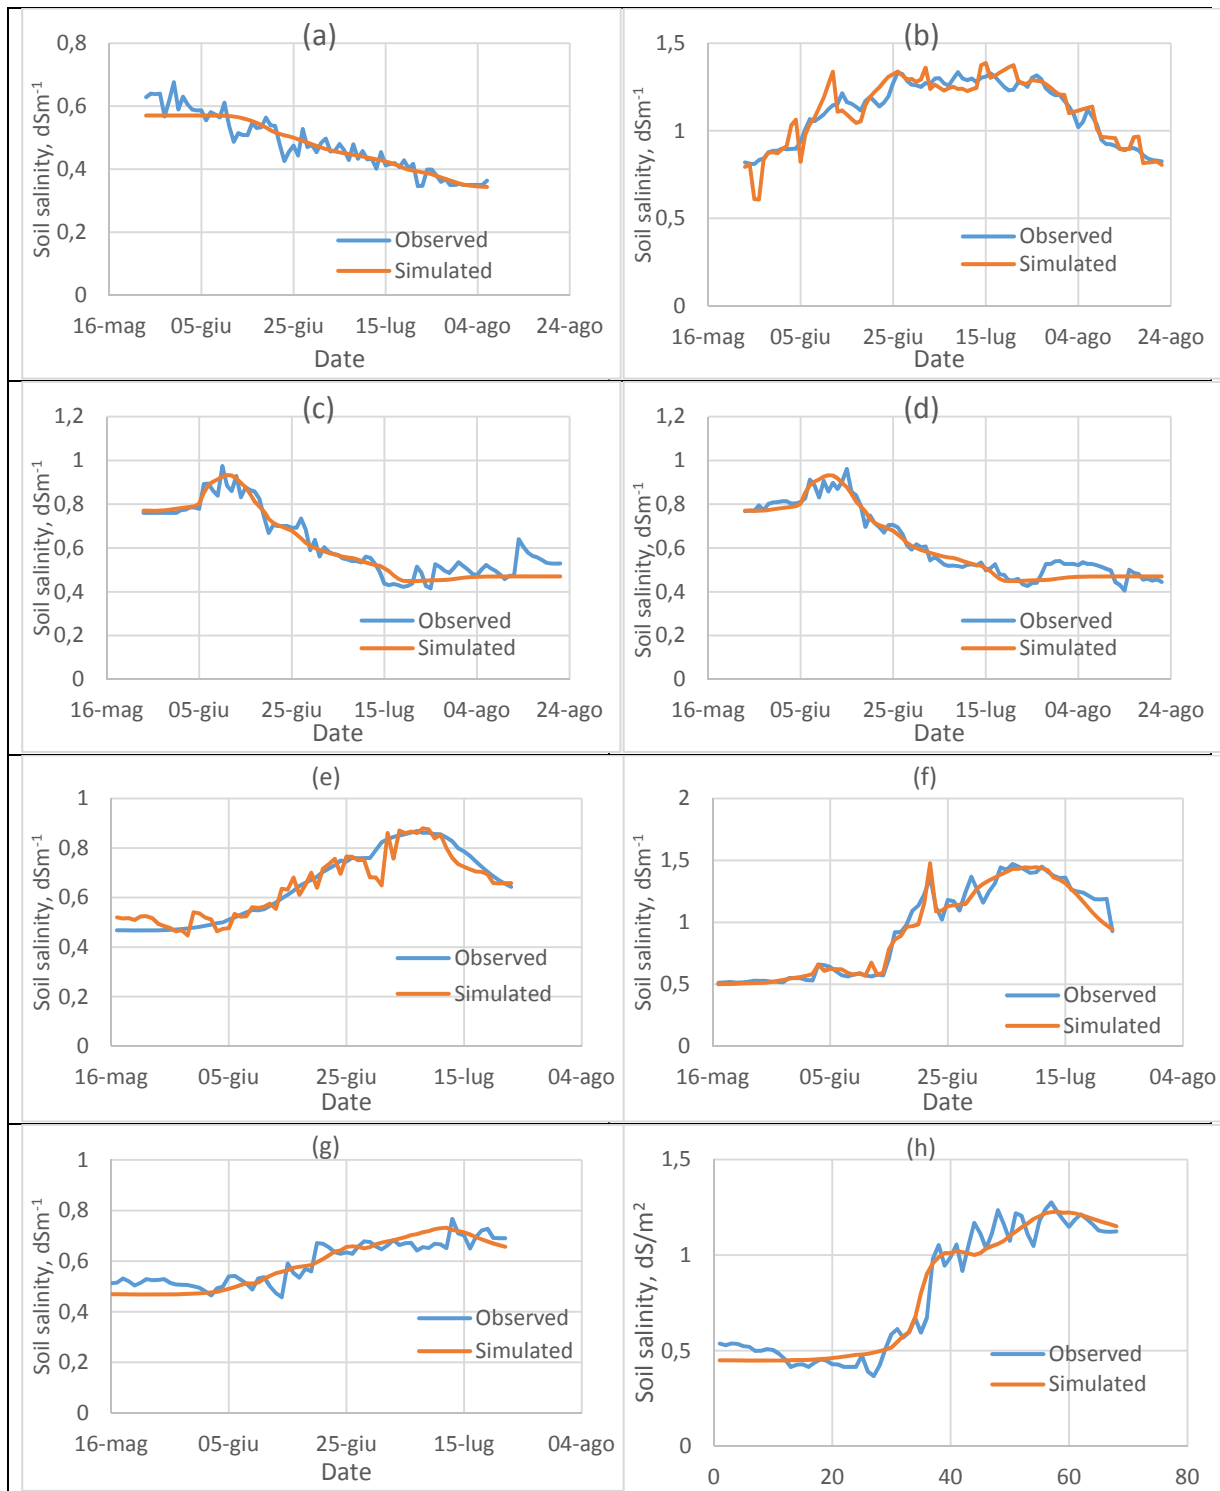 (a)
Soil salinity, dSm⁻¹
0,8
0,6
0,4
0,2
0
Observed
Simulated
16-mag 05-giu 25-giu 15-lug 04-ago 24-ago
Date
(b)
Soil salinity, dSm⁻¹
1,5
1
0,5
0
Observed
Simulated
16-mag 05-giu 25-giu 15-lug 04-ago 24-ago
Date
(c)
Soil salinity, dSm⁻¹
1,2
1
0,8
0,6
0,4
0,2
0
Observed
Simulated
16-mag 05-giu 25-giu 15-lug 04-ago 24-ago
Date
(d)
Soil salinity, dSm⁻¹
1,2
1
0,8
0,6
0,4
0,2
0
Observed
Simulated
16-mag 05-giu 25-giu 15-lug 04-ago 24-ago
Date
(e)
Soil salinity, dSm⁻¹
1
0,8
0,6
0,4
0,2
0
Observed
Simulated
16-mag 05-giu 25-giu 15-lug 04-ago
Date
(f)
Soil salinity, dSm⁻¹
2
1,5
1
0,5
0
Observed
Simulated
16-mag 05-giu 25-giu 15-lug 04-ago
Date
(g)
Soil salinity, dSm⁻¹
1
0,8
0,6
0,4
0,2
0
Observed
Simulated
16-mag 05-giu 25-giu 15-lug 04-ago
Date
(h)
Soil salinity, dS/m²
1,5
1
0,5
0
Observed
Simulated
0 20 40 60 80